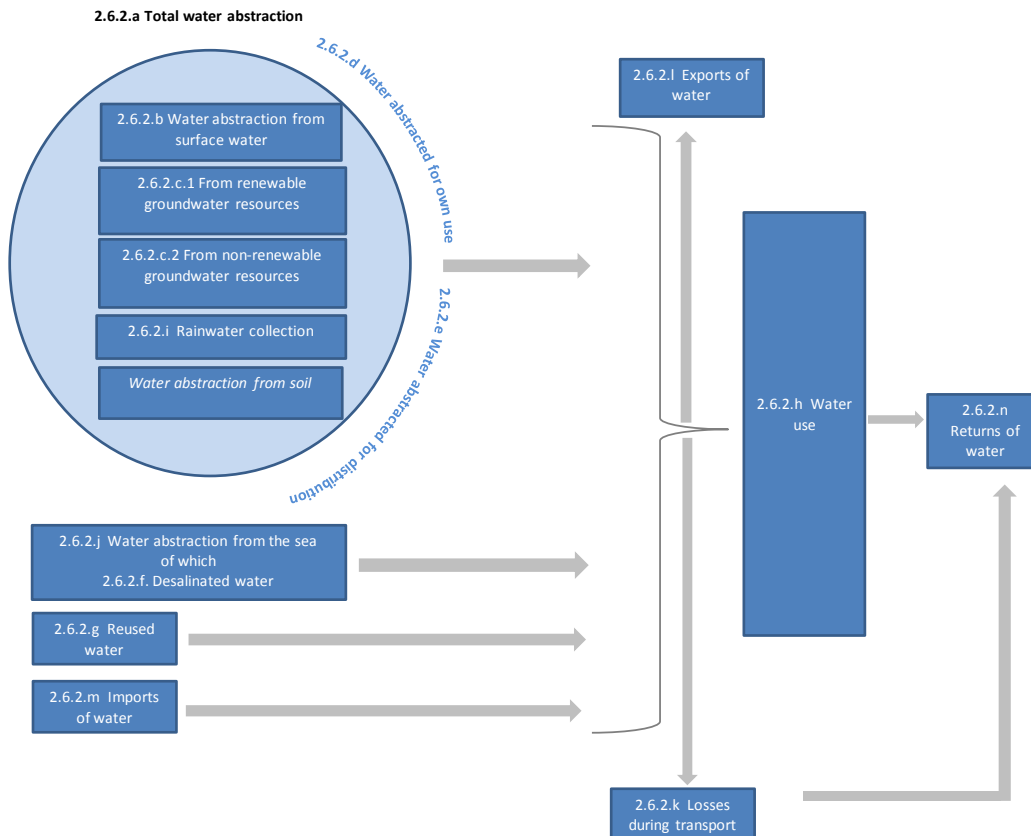 2.6.2.a Total water abstraction
2.6.2.d Water abstracted for own use
2.6.2.e Water abstracted for distribution
2.6.2.b Water abstraction from
surface water
2.6.2.c.1 From renewable
groundwater resources
2.6.2.c.2 From non-renewable
groundwater resources
2.6.2.i Rainwater collection
Water abstraction from soil
2.6.2.j Water abstraction from the sea
of which
2.6.2.f. Desalinated water
2.6.2.g Reused
water
2.6.2.m Imports
of water
2.6.2.l Exports of
water
2.6.2.h Water
use
2.6.2.n
Returns of
water
2.6.2.k Losses
during transport